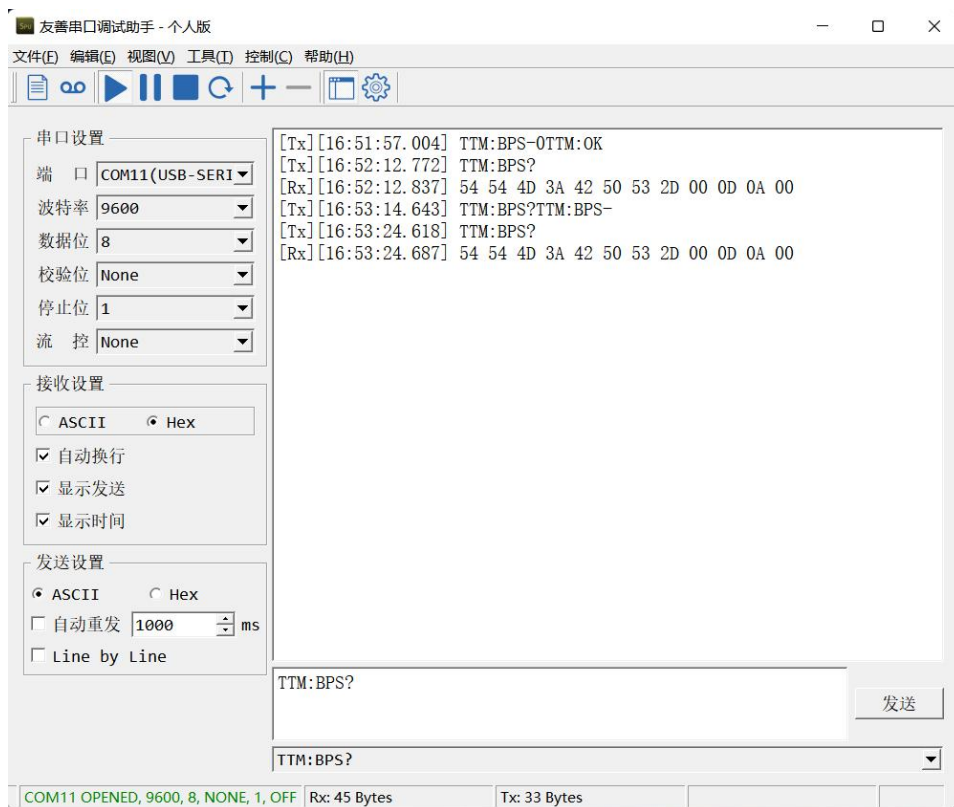 友善串口调试助手 - 个人版
文件(F) 编辑(E) 视图(V) 工具(T) 控制(C) 帮助(H)
串口设置
端 口 COM11(USB-SERI
波特率 9600
数据位 8
校验位 None
停止位 1
流 控 None
接收设置
ASCII Hex
自动换行
显示发送
显示时间
发送设置
ASCII Hex
自动重发 1000 ms
Line by Line
[Tx][16:51:57.004] TTM:BPS-0TTM:OK
[Tx][16:52:12.772] TTM:BPS?
[Rx][16:52:12.837] 54 54 4D 3A 42 50 53 2D 00 0D 0A 00
[Tx][16:53:14.643] TTM:BPS?TTM:BPS-
[Tx][16:53:24.618] TTM:BPS?
[Rx][16:53:24.687] 54 54 4D 3A 42 50 53 2D 00 0D 0A 00
TTM:BPS?
发送
TTM:BPS?
COM11 OPENED, 9600, 8, NONE, 1, OFF Rx: 45 Bytes Tx: 33 Bytes